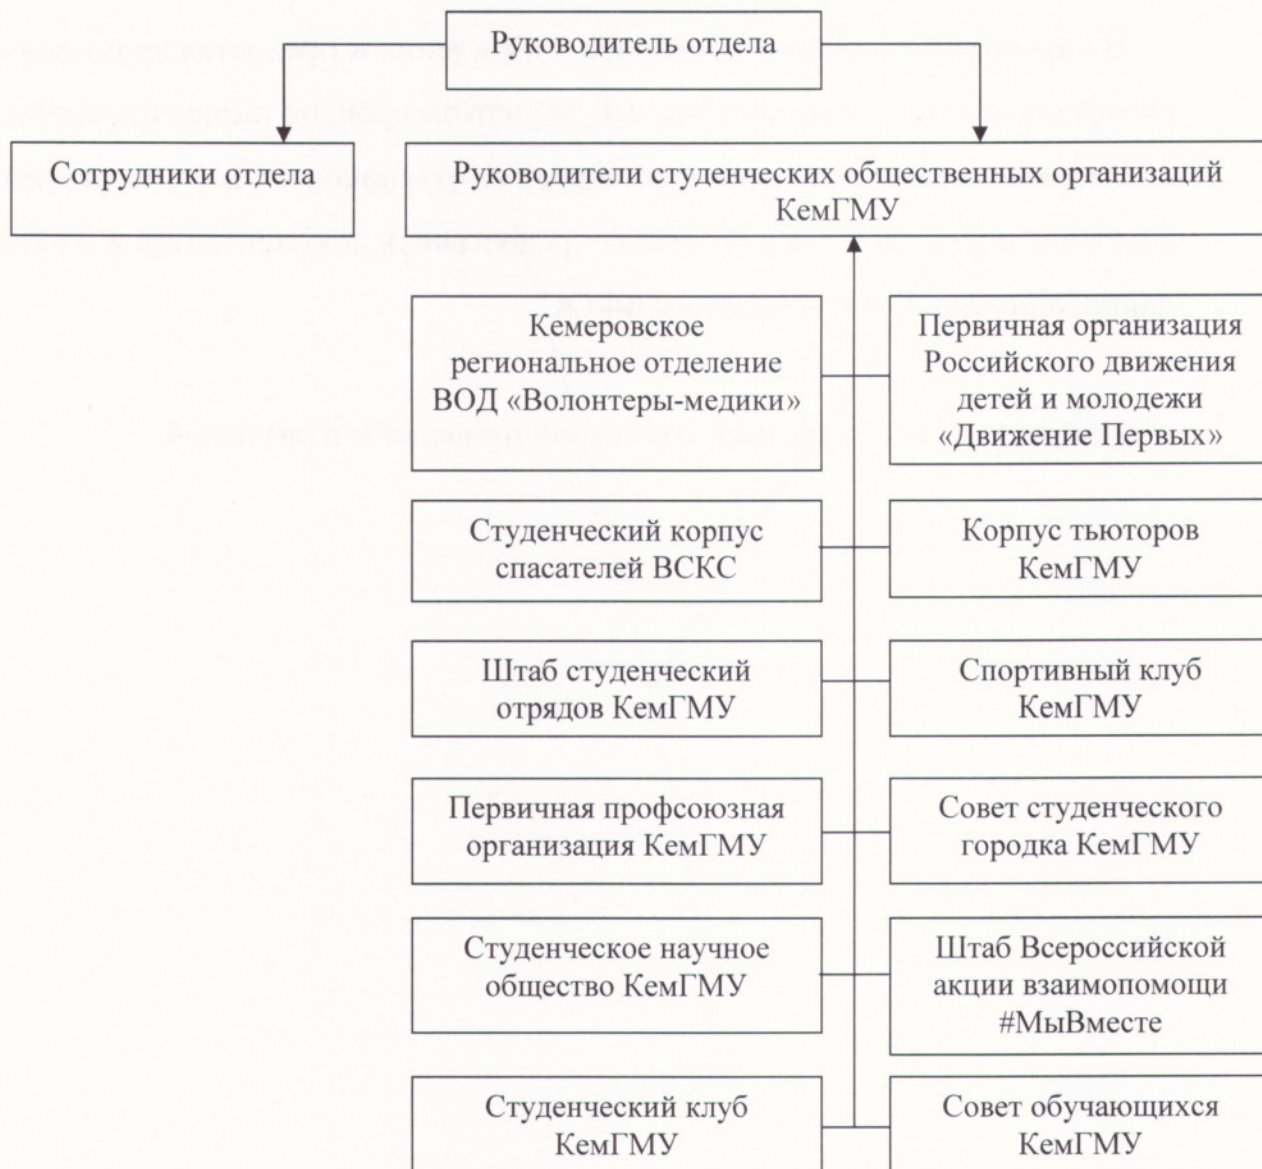 Руководитель отдела
Сотрудники отдела
Руководители студенческих общественных организаций
КемГМУ
Кемеровское
региональное отделение
ВОД «Волонтеры-медики»
Первичная организация
Российского движения
детей и молодежи
«Движение Первых»
Студенческий корпус
спасателей ВСКС
Корпус тьюторов
КемГМУ
Штаб студенческий
отрядов КемГМУ
Спортивный клуб
КемГМУ
Первичная профсоюзная
организация КемГМУ
Совет студенческого
городка КемГМУ
Студенческое научное
общество КемГМУ
Штаб Всероссийской
акции взаимопомощи
#МыВместе
Студенческий клуб
КемГМУ
Совет обучающихся
КемГМУ